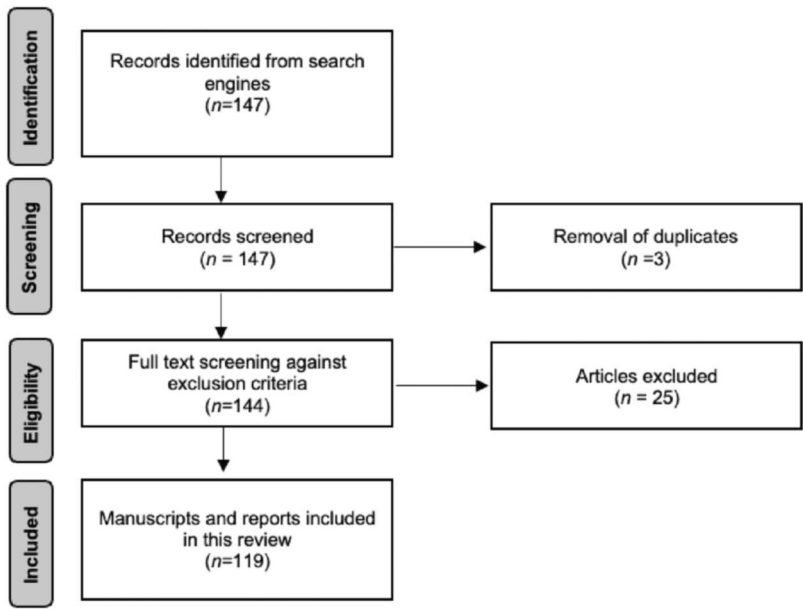 Identification
Records identified from search
engines
(n=147)
Screening
Records screened
(n = 147)
Removal of duplicates
(n =3)
Eligibility
Full text screening against
exclusion criteria
(n=144)
Articles excluded
(n = 25)
Included
Manuscripts and reports included
in this review
(n=119)